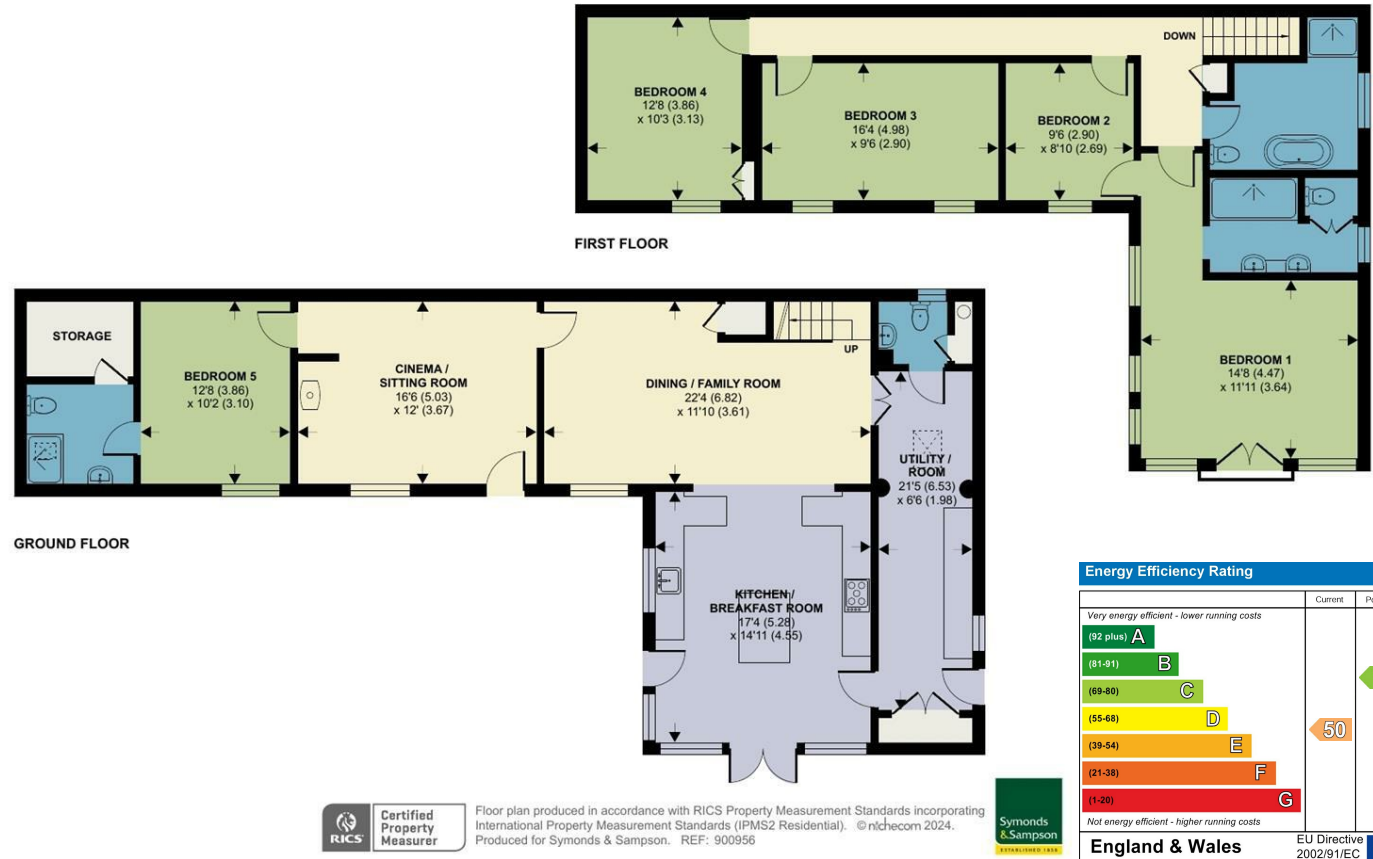 DOWN
BEDROOM 4
12'8 (3.86)
x 10'3 (3.13)
BEDROOM 3
16'4 (4.98)
x 9'6 (2.90)
BEDROOM 2
9'6 (2.90)
x 8'10 (2.69)
BEDROOM 1
14'8 (4.47)
x 11'11 (3.64)
FIRST FLOOR
STORAGE
BEDROOM 5
12'8 (3.86)
x 10'2 (3.10)
CINEMA /
SITTING ROOM
16'6 (5.03)
x 12' (3.67)
DINING / FAMILY ROOM
22'4 (6.82)
x 11'10 (3.61)
UP
UTILITY /
ROOM
21'5 (6.53)
x 6'6 (1.98)
KITCHEN /
BREAKFAST ROOM
17'4 (5.28)
x 14'11 (4.55)
GROUND FLOOR
Energy Efficiency Rating
Current
Very energy efficient - lower running costs
(92 plus) A
(81-91) B
(69-80) C
(55-68) D
(39-54) E
(21-38) F
(1-20) G
50
Not energy efficient - higher running costs
England & Wales
EU Directive
2002/91/EC
RICS
Certified
Property
Measurer
Floor plan produced in accordance with RICS Property Measurement Standards incorporating
International Property Measurement Standards (IPMS2 Residential). © nichecom 2024.
Produced for Symonds & Sampson. REF: 900956
Symonds
&Sampson
ESTABLISHED 1858